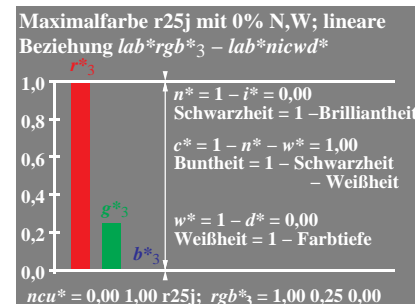 Maximalfarbe r25j mit 0% N,W; lineare
Beziehung lab*rgb*3 – lab*nicwd*
r*3
1,0
n* = 1 – i* = 0,00
Schwarzheit = 1 –Brilliantheit
0,8
c* = 1 – n* – w* = 1,00
0,6
Buntheit = 1 – Schwarzheit
– Weißheit
0,4
g*3
w* = 1 – d* = 0,00
0,2
b*3
Weißheit = 1 – Farbtiefe
0,0
ncu* = 0,00 1,00 r25j; rgb*3 = 1,00 0,25 0,00